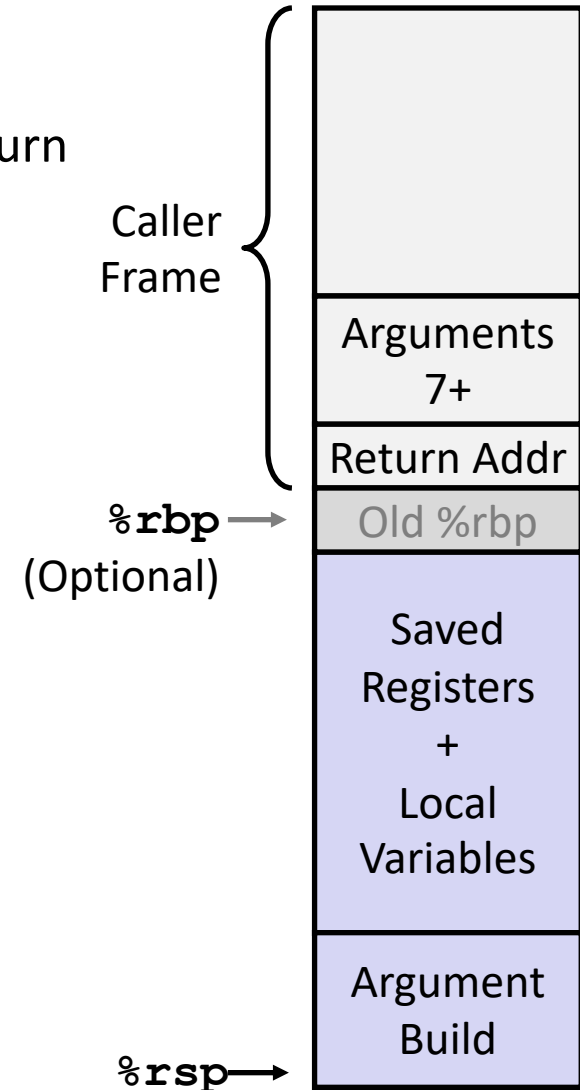 urn
Caller
Frame
Arguments
7+
Return Addr
%rbp
(Optional)
Old %rbp
Saved
Registers
+
Local
Variables
Argument
Build
%rsp